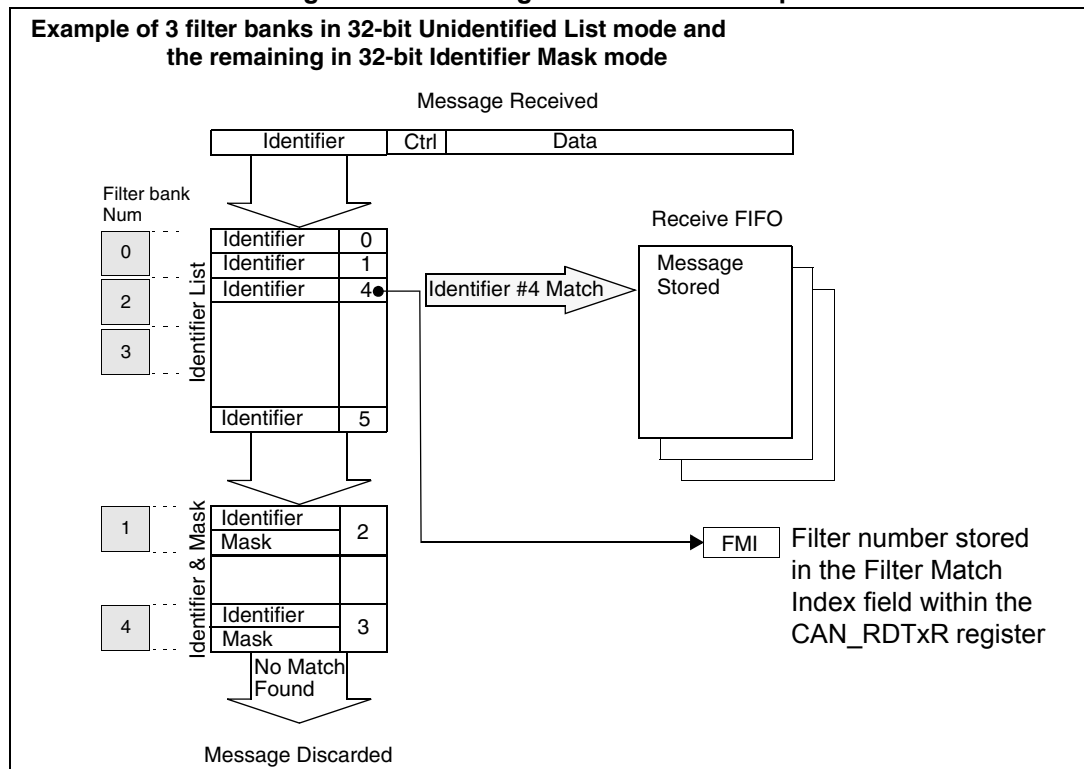 Example of 3 filter banks in 32-bit Unidentified List mode and
the remaining in 32-bit Identifier Mask mode
Message Received
Identifier Ctrl Data
Filter bank
Num
Receive FIFO
0
2
3
Identifier List
Identifier 0
Identifier 1
Identifier 4
Identifier 5
Identifier #4 Match
Message
Stored
1
4
Identifier & Mask
Identifier
Mask
2
Identifier
Mask
3
FMI
Filter number stored
in the Filter Match
Index field within the
CAN_RDTxR register
No Match
Found
Message Discarded